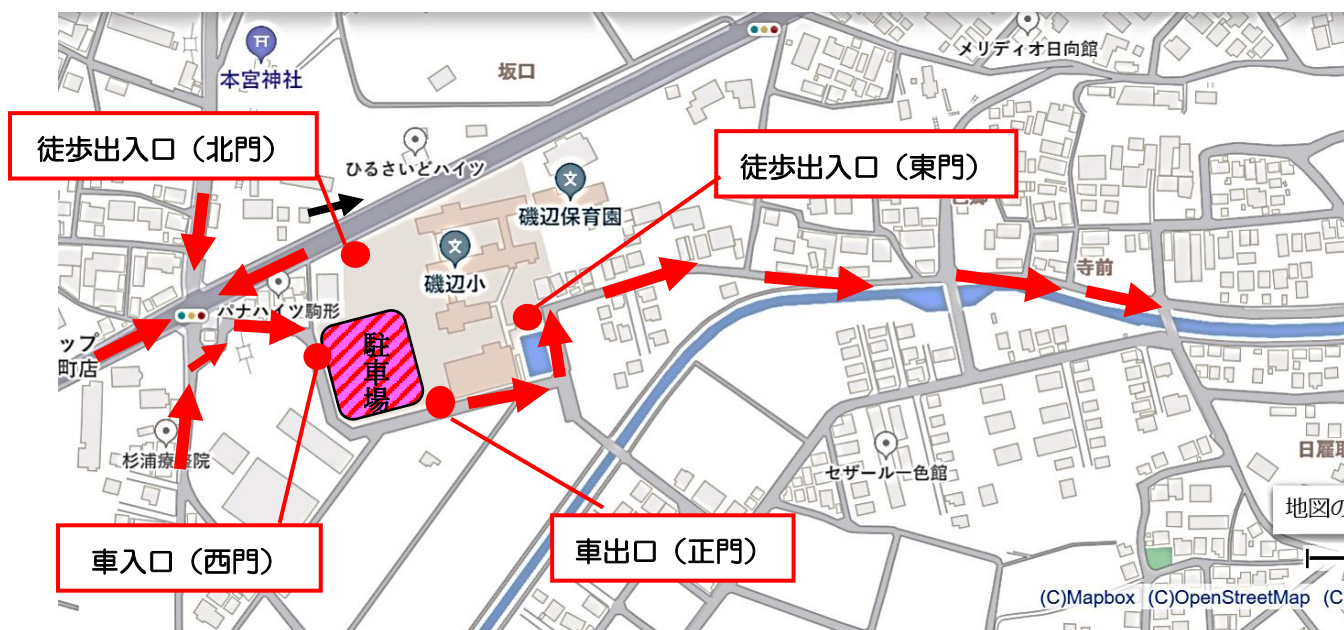 メリディオ日向館
坂口
本宮神社
徒歩出入口（北門）
ひるさいどハイツ
徒歩出入口（東門）
磯辺保育園
磯辺小
寺前
パナハイツ駒形
ップ
町店
駐車場
杉浦療
院
セザール一色館
日雇
地図の
車入口（西門）
車出口（正門）
(C)Mapbox (C)OpenStreetMap (C